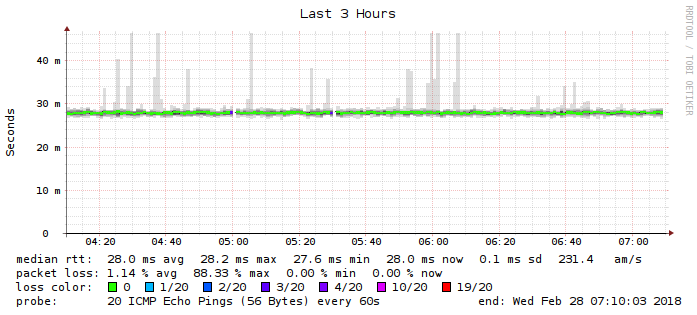 Last 3 Hours
RRDTOOL / TOBI OETIKER
Seconds
40 m
30 m
20 m
10 m
0
04:20 04:40 05:00 05:20 05:40 06:00 06:20 06:40 07:00
median rtt: 28.0 ms avg 28.2 ms max 27.6 ms min 28.0 ms now 0.1 ms sd 231.4 am/s
packet loss: 1.14 % avg 88.33 % max 0.00 % min 0.00 % now
loss color: 0 1/20 2/20 3/20 4/20 10/20 19/20
probe: 20 ICMP Echo Pings (56 Bytes) every 60s end: Wed Feb 28 07:10:03 2018